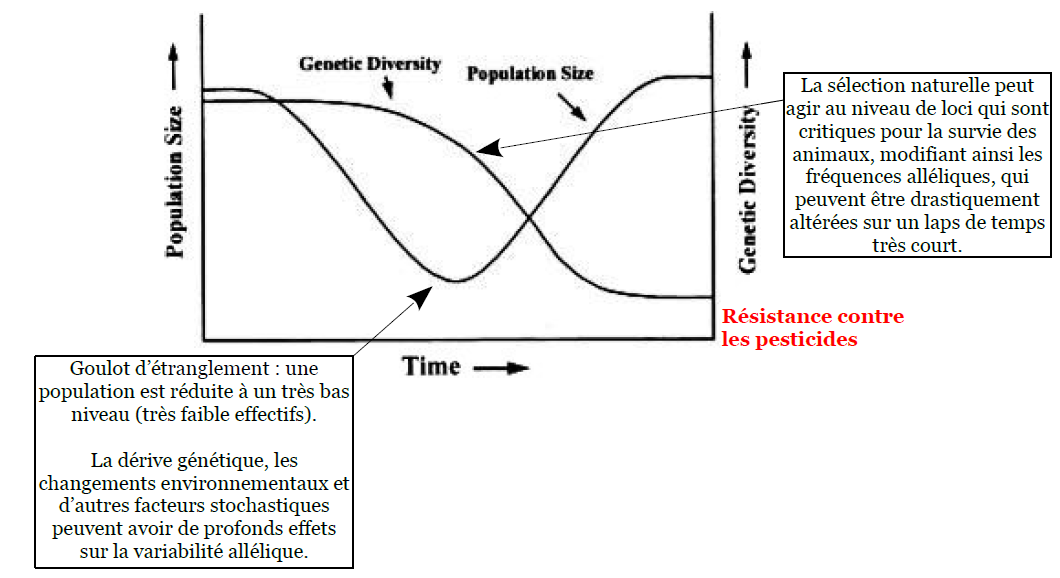 Population Size
Genetic Diversity
Population Size
Genetic Diversity
La sélection naturelle peut
agir au niveau de loci qui sont
critiques pour la survie des
animaux, modifiant ainsi les
fréquences alléliques, qui
peuvent être drastiquement
altérées sur un laps de temps
très court.
Résistance contre
les pesticides
Time
Goulot d’étranglement : une
population est réduite à un très bas
niveau (très faible effectifs).
La dérive génétique, les
changements environnementaux et
d’autres facteurs stochastiques
peuvent avoir de profonds effets
sur la variabilité allélique.